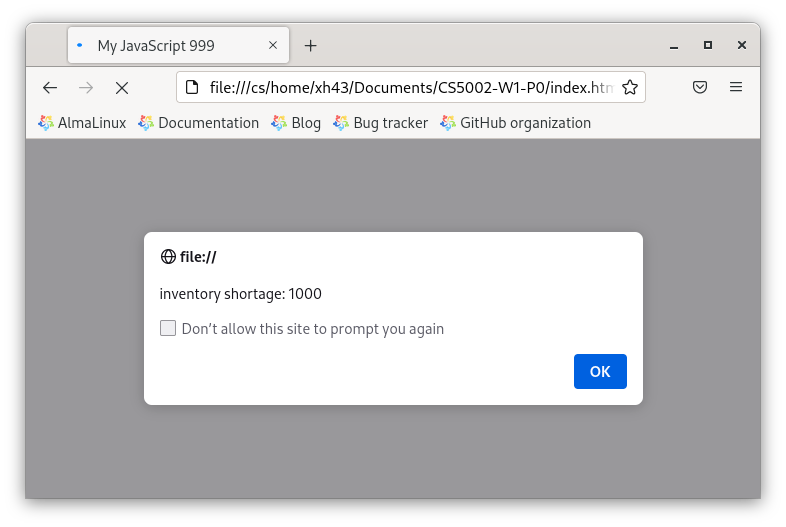 My JavaScript 999
file:///cs/home/xh43/Documents/CS5002-W1-P0/index.htm
AlmaLinux Documentation Blog Bug tracker GitHub organization
file://
inventory shortage: 1000
Don't allow this site to prompt you again
OK